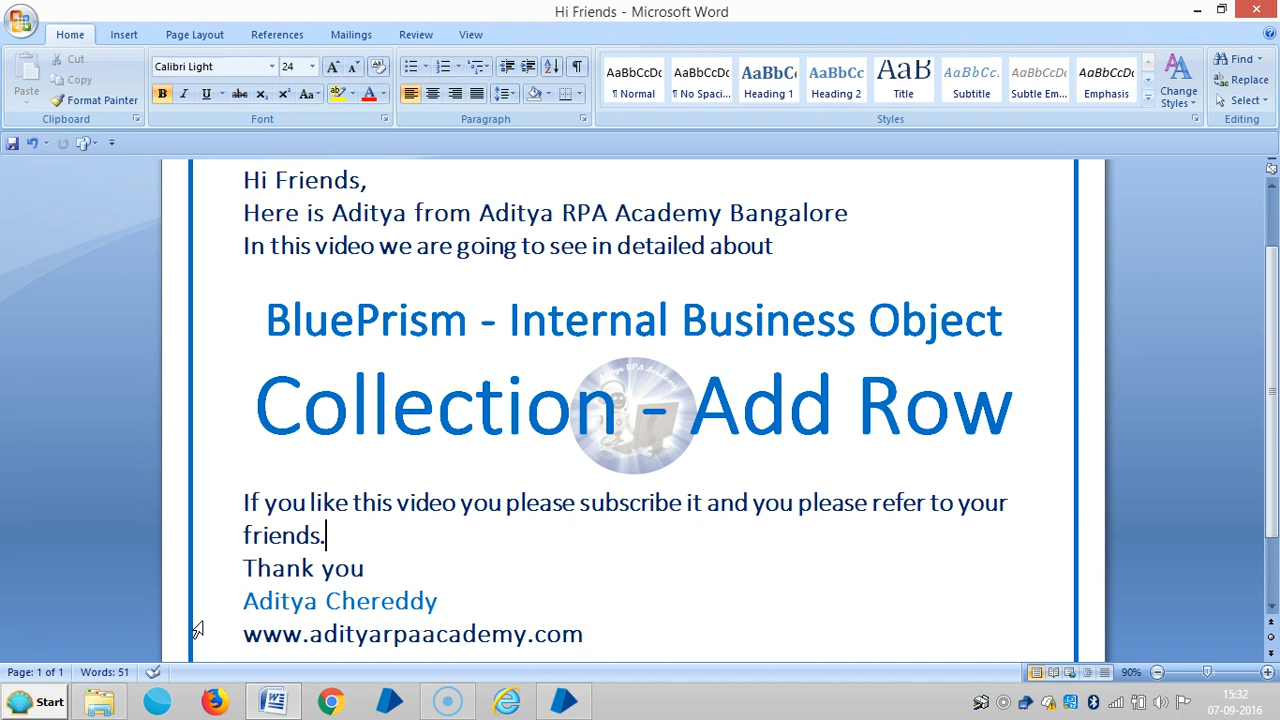 Hi Friends - Microsoft Word
Home Insert Page Layout References Mailings Review View
Paste
Cut
Copy
Format Painter
Clipboard
Calibri Light 24
Font
Paragraph
AaBbCcDc AaBbCcDc AaBbC AaBbCc AaB AaBbCcI AaBbCcDc AaBbCcDc
¶ Normal ¶ No Spaci... Heading 1 Heading 2 Title Subtitle Subtle Em... Emphasis
Change Styles
Styles
Find
Replace
Select
Editing
Hi Friends,
Here is Aditya from Aditya RPA Academy Bangalore
In this video we are going to see in detailed about
BluePrism - Internal Business Object
Collection - Add Row
Aditya RPA Academy
If you like this video you please subscribe it and you please refer to your
friends.
Thank you
Aditya Chereddy
www.adityarpaacademy.com
Page: 1 of 1 Words: 51 90%
Start 15:32
07-09-2016